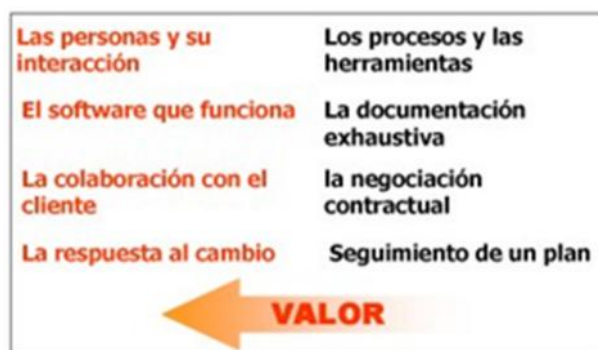 Las personas y su
interacción
Los procesos y las
herramientas
El software que funciona
La documentación
exhaustiva
La colaboración con el
cliente
la negociación
contractual
La respuesta al cambio
Seguimiento de un plan
VALOR